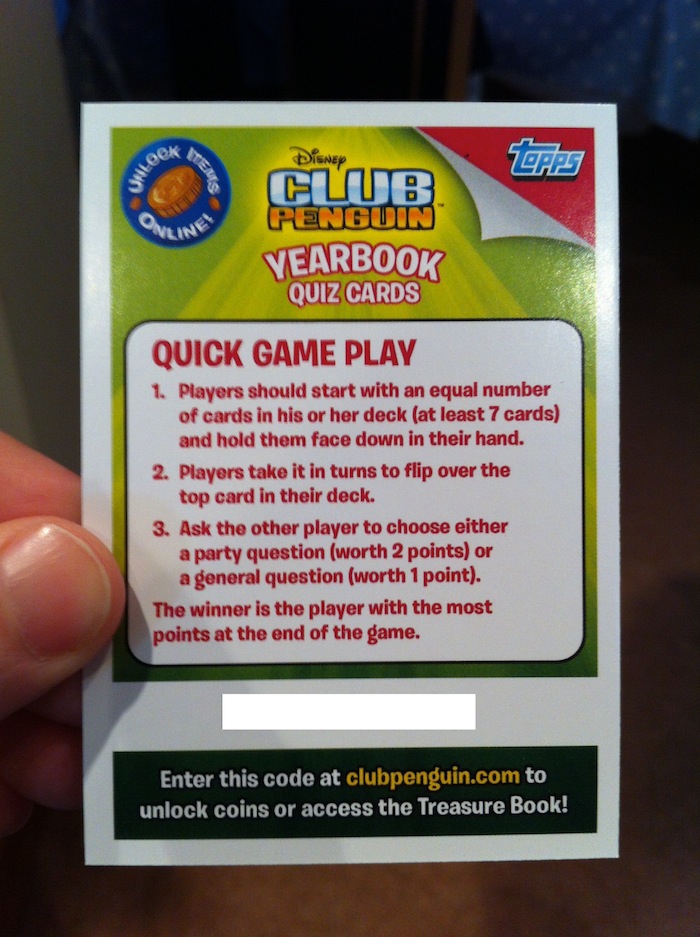 UNLOCK ITEMS ONLINE!
Disney
CLUB
PENGUIN™
topps
YEARBOOK
QUIZ CARDS
QUICK GAME PLAY
1. Players should start with an equal number
of cards in his or her deck (at least 7 cards)
and hold them face down in their hand.
2. Players take it in turns to flip over the
top card in their deck.
3. Ask the other player to choose either
a party question (worth 2 points) or
a general question (worth 1 point).
The winner is the player with the most
points at the end of the game.
Enter this code at clubpenguin.com to
unlock coins or access the Treasure Book!